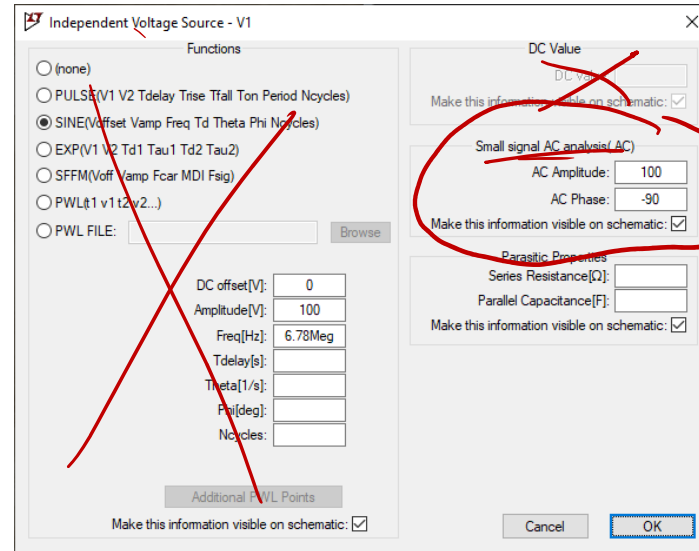 Independent Voltage Source - V1
Functions
(none)
PULSE(V1 V2 Tdelay Trise Tfall Ton Period Ncycles)
SINE(Voffset Vamp Freq Td Theta Phi Ncycles)
EXP(V1 V2 Td1 Tau1 Td2 Tau2)
SFFM(Voff Vamp Fcar MDI Fsig)
PWL(t1 v1 t2 v2...)
PWL FILE: Browse
DC offset[V]: 0
Amplitude[V]: 100
Freq[Hz]: 6.78Meg
Tdelay[s]:
Theta[1/s]:
Phi[deg]:
Ncycles:
Additional PWL Points
Make this information visible on schematic:
DC Value
DC value:
Make this information visible on schematic:
Small signal AC analysis(.AC)
AC Amplitude: 100
AC Phase: -90
Make this information visible on schematic:
Parasitic Properties
Series Resistance[Ω]:
Parallel Capacitance[F]:
Make this information visible on schematic:
Cancel OK